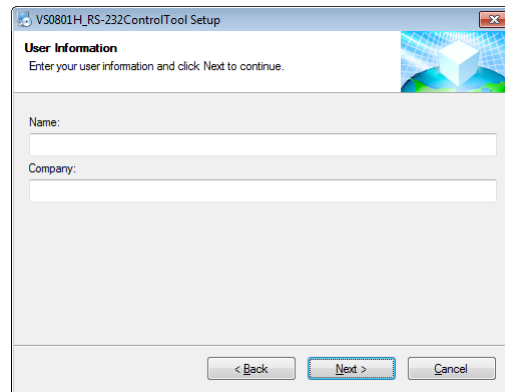 VS0801H_RS-232ControlTool Setup
User Information
Enter your user information and click Next to continue.
Name:
Company:
< Back
Next >
Cancel